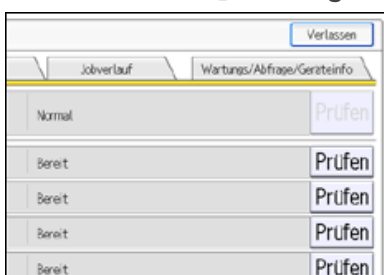 Verlassen
Jobverlauf Wartungs/Abfrage/Geräteinfo
Normal Prüfen
Bereit Prüfen
Bereit Prüfen
Bereit Prüfen
Bereit Prüfen